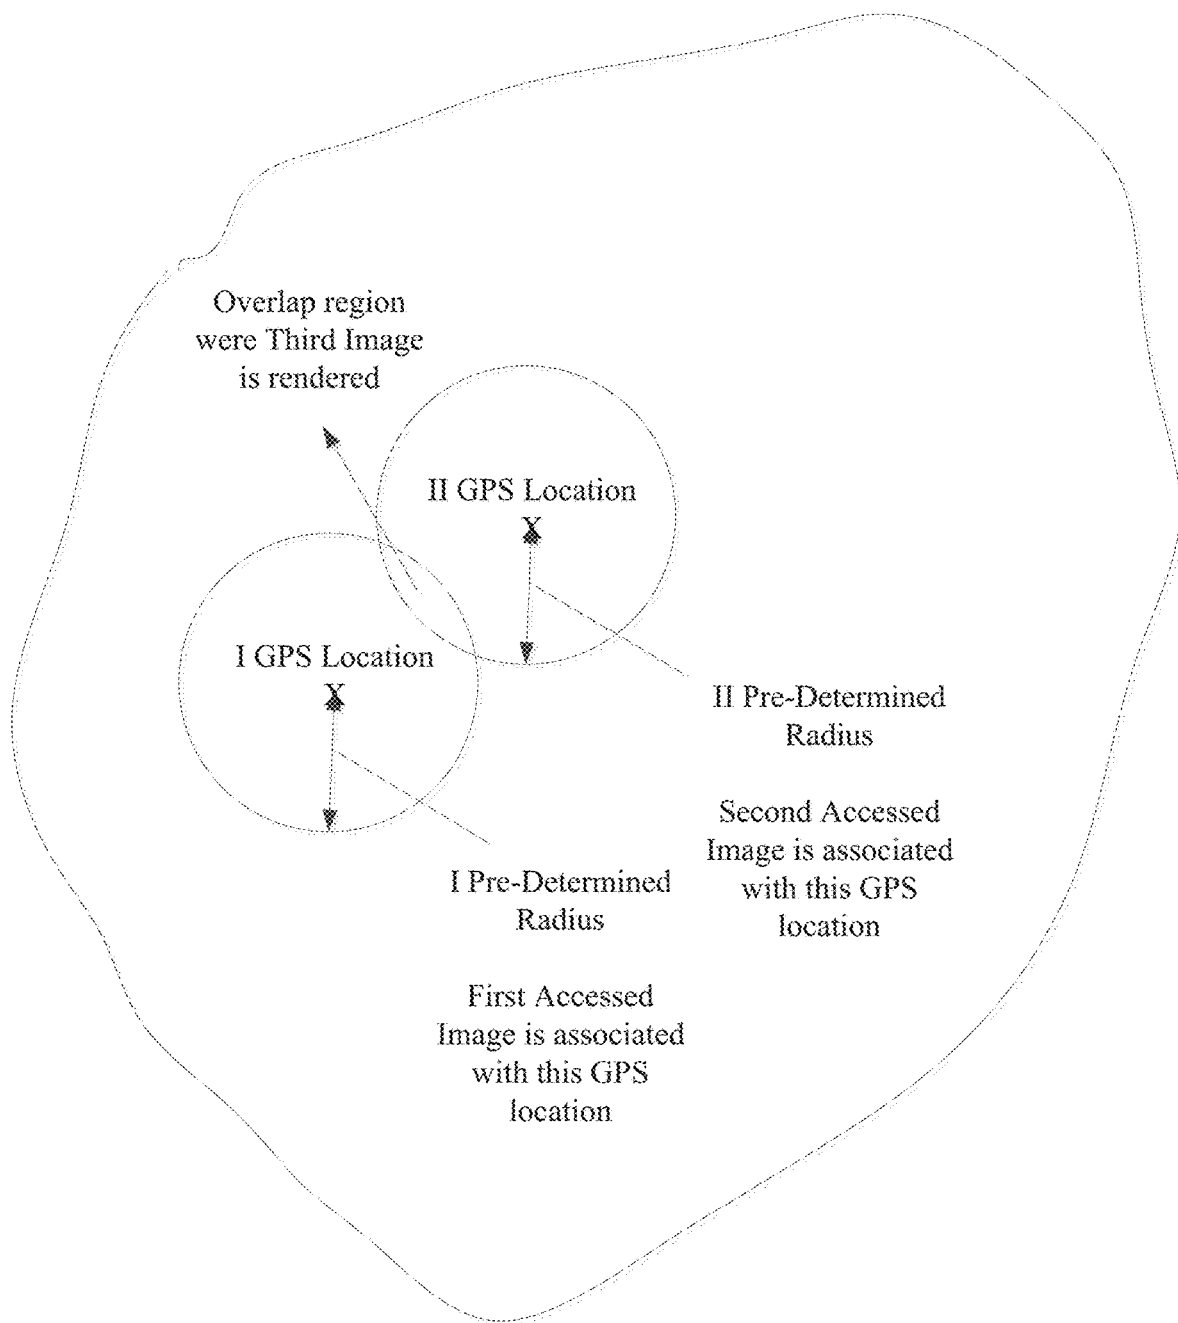 Overlap region
were Third Image
is rendered
II GPS Location
X
I GPS Location
X
II Pre-Determined
Radius
Second Accessed
Image is associated
with this GPS
location
I Pre-Determined
Radius
First Accessed
Image is associated
with this GPS
location